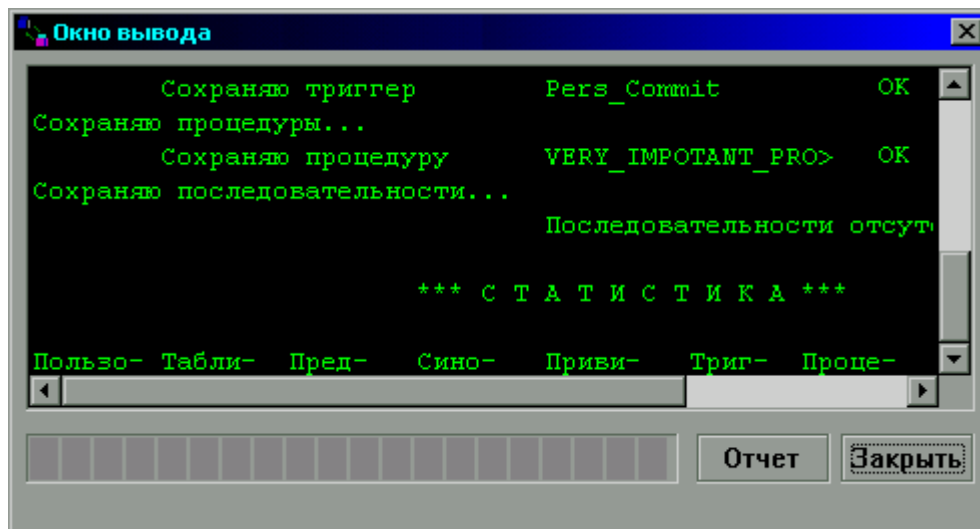 Окно вывода
Сохраняю триггер Pers_Commit OK
Сохраняю процедуры...
Сохраняю процедуру VERY_IMPOTANT_PRO> OK
Сохраняю последовательности...
Последовательности отсут
*** С Т А Т И С Т И К А ***
Пользо- Табли- Пред- Сино- Приви- Триг- Проце-
Отчет Закрыть